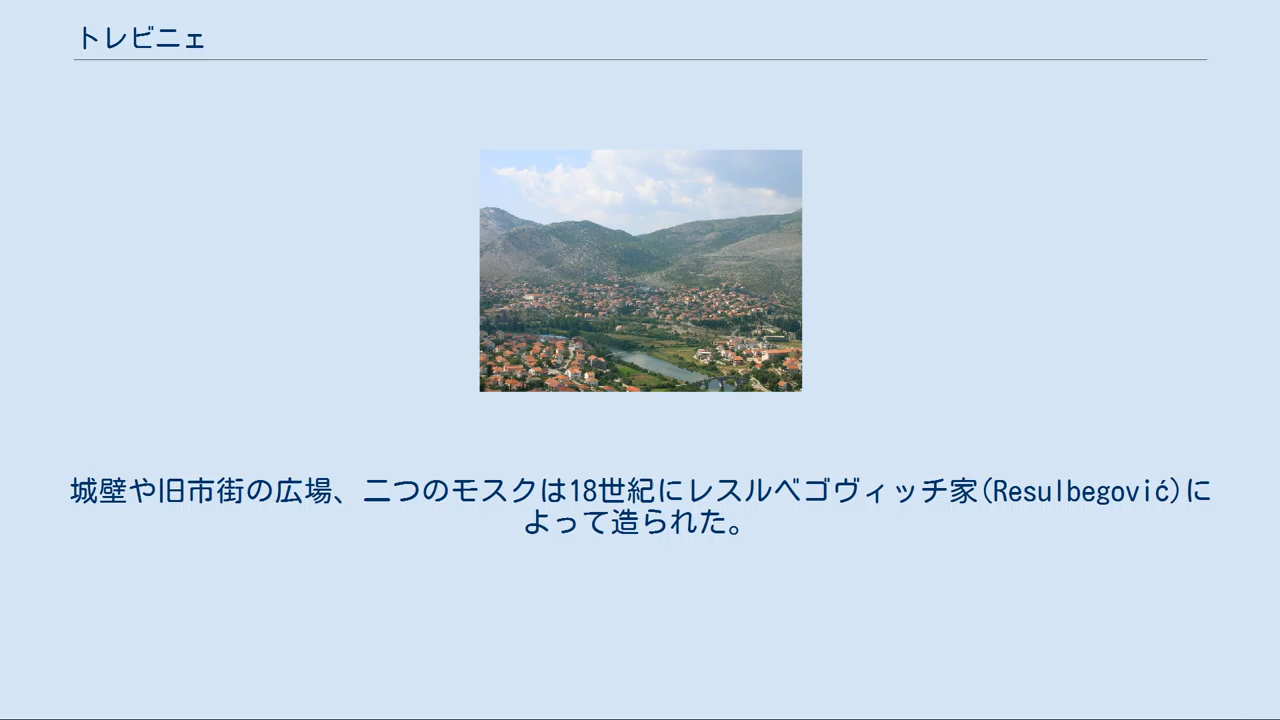 トレビニェ
城壁や旧市街の広場、二つのモスクは18世紀にレスルベゴヴィッチ家(Resulbegović)に
よって造られた。